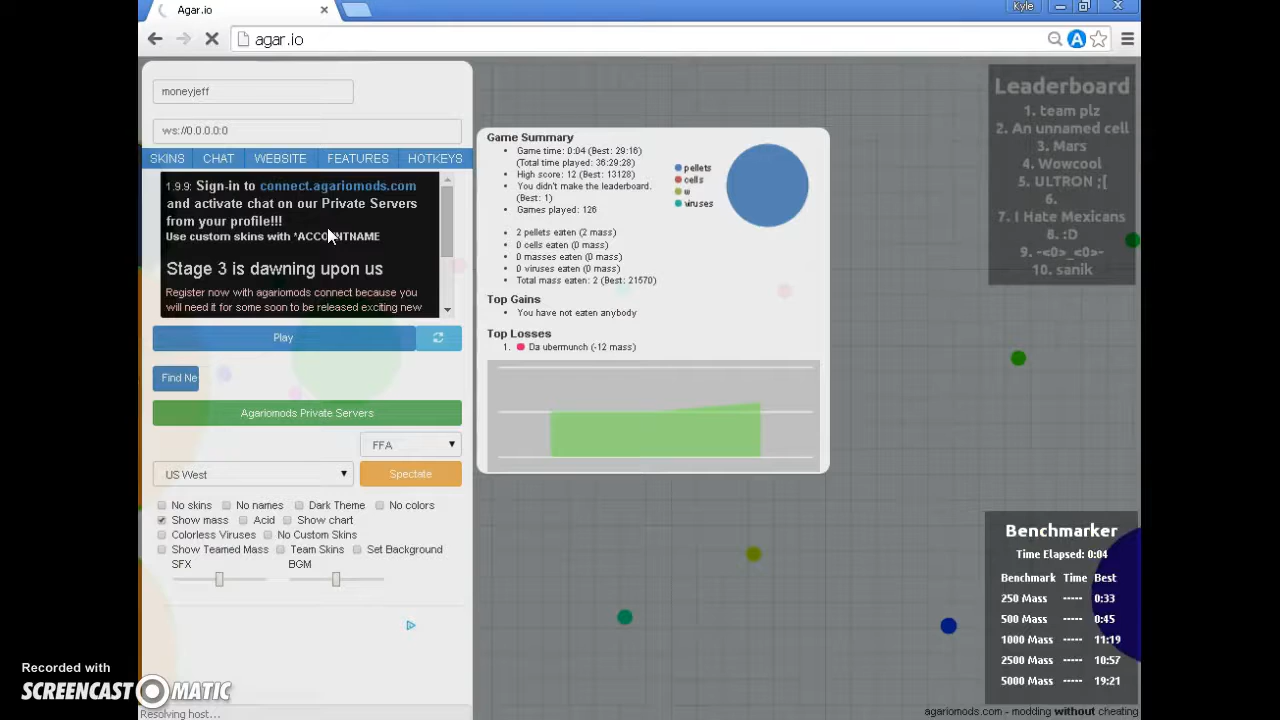 Agar.io
Kyle
agar.io
moneyjeff
ws://0.0.0.0:0
SKINS CHAT WEBSITE FEATURES HOTKEYS
1.9.9: Sign-in to connect.agariomods.com
and activate chat on our Private Servers
from your profile!!!
Use custom skins with *ACCOUNTNAME
Stage 3 is dawning upon us
Register now with agariomods connect because you
will need it for some soon to be released exciting new
Play
Find Ne
Agariomods Private Servers
FFA
US West
Spectate
No skins No names Dark Theme No colors
Show mass Acid Show chart
Colorless Viruses No Custom Skins
Show Teamed Mass Team Skins Set Background
SFX BGM
Game Summary
Game time: 0:04 (Best: 29:16)
(Total time played: 36:29:28)
High score: 12 (Best: 13128)
You didn't make the leaderboard.
(Best: 1)
Games played: 126
2 pellets eaten (2 mass)
0 cells eaten (0 mass)
0 masses eaten (0 mass)
0 viruses eaten (0 mass)
Total mass eaten: 2 (Best: 21570)
pellets
cells
w
viruses
Top Gains
You have not eaten anybody
Top Losses
1. Da ubermunch (-12 mass)
Leaderboard
1. team plz
2. An unnamed cell
3. Mars
4. Wowcool
5. ULTRON ;[
6.
7. I Hate Mexicans
8. :D
9. -<0>_<0>-
10. sanik
Benchmarker
Time Elapsed: 0:04
Benchmark Time Best
250 Mass ----- 0:33
500 Mass ----- 0:45
1000 Mass ----- 11:19
2500 Mass ----- 10:57
5000 Mass ----- 19:21
agariomods.com - modding without cheating
Recorded with
SCREENCAST-O-MATIC
Resolving host...